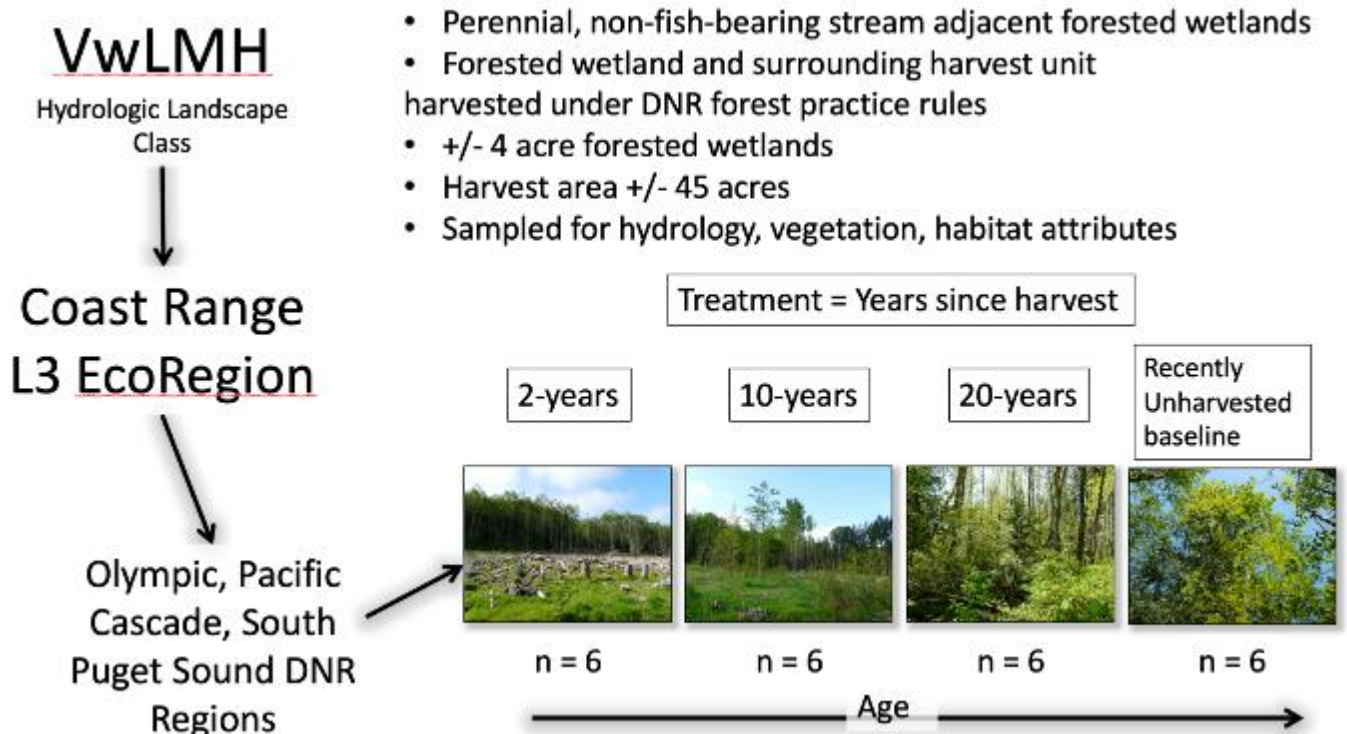 VwLMH
Hydrologic Landscape
Class
Coast Range
L3 EcoRegion
Olympic, Pacific
Cascade, South
Puget Sound DNR
Regions
• Perennial, non-fish-bearing stream adjacent forested wetlands
• Forested wetland and surrounding harvest unit
harvested under DNR forest practice rules
• +/- 4 acre forested wetlands
• Harvest area +/- 45 acres
• Sampled for hydrology, vegetation, habitat attributes
Treatment = Years since harvest
2-years
10-years
20-years
Recently
Unharvested
baseline
n = 6
n = 6
n = 6
n = 6
Age